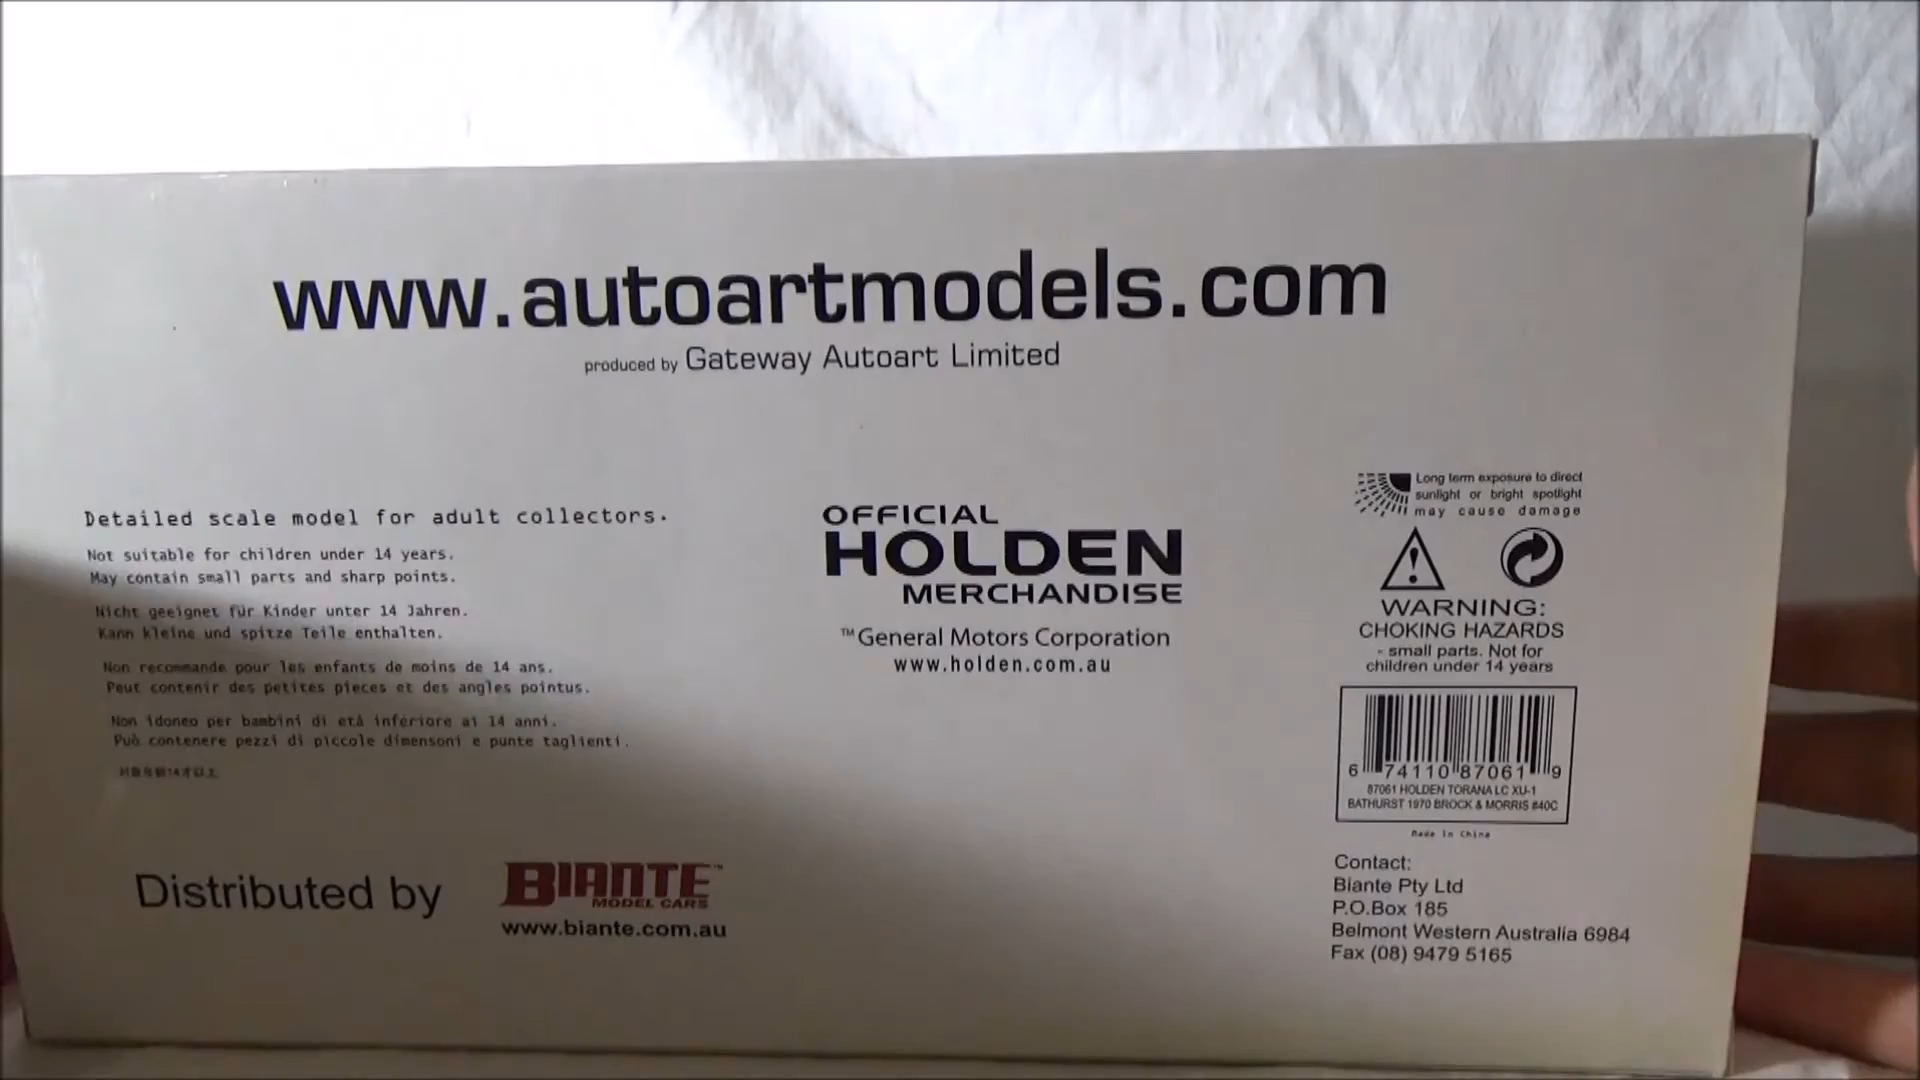 www.autoartmodels.com
produced by Gateway Autoart Limited
Detailed scale model for adult collectors.
Not suitable for children under 14 years.
May contain small parts and sharp points.
Nicht geeignet für Kinder unter 14 Jahren.
Kann kleine und spitze Teile enthalten.
Non recommande pour les enfants de moins de 14 ans.
Peut contenir des petites pieces et des angles pointus.
Non idoneo per bambini di età inferiore ai 14 anni.
Può contenere pezzi di piccole dimensoni e punte taglienti.
Distributed by
BIANTE™
MODEL CARS
www.biante.com.au
OFFICIAL
HOLDEN
MERCHANDISE
™General Motors Corporation
www.holden.com.au
Long term exposure to direct
sunlight or bright spotlight
may cause damage
WARNING:
CHOKING HAZARDS
- small parts. Not for
children under 14 years
6 74110 87061 9
87061 HOLDEN TORANA LC XU-1
BATHURST 1970 BROCK & MORRIS #40C
Made in China
Contact:
Biante Pty Ltd
P.O.Box 185
Belmont Western Australia 6984
Fax (08) 9479 5165